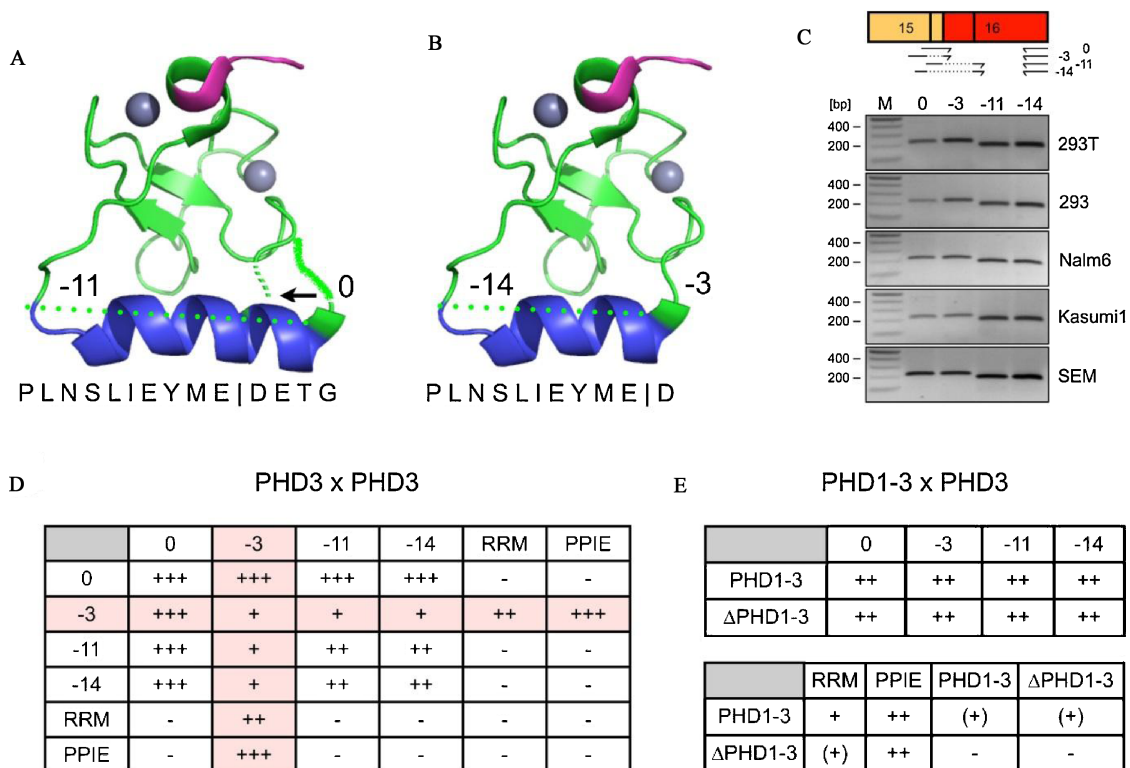 A
-11
0
P L N S L I E Y M E | D E T G
B
-14
-3
P L N S L I E Y M E | D
C
15 16
0
-3
-11
-14
[bp] M 0 -3 -11 -14
400
200
293T
400
200
293
400
200
Nalm6
400
200
Kasumi1
400
200
SEM
D
PHD3 x PHD3
0 -3 -11 -14 RRM PPIE
0 +++ +++ +++ +++ - -
-3 +++ + + + ++ +++
-11 +++ + ++ ++ - -
-14 +++ + ++ ++ - -
RRM - ++ - - - -
PPIE - +++ - - - -
E
PHD1-3 x PHD3
0 -3 -11 -14
PHD1-3 ++ ++ ++ ++
ΔPHD1-3 ++ ++ ++ ++
RRM PPIE PHD1-3 ΔPHD1-3
PHD1-3 + ++ (+) (+)
ΔPHD1-3 (+) ++ - -